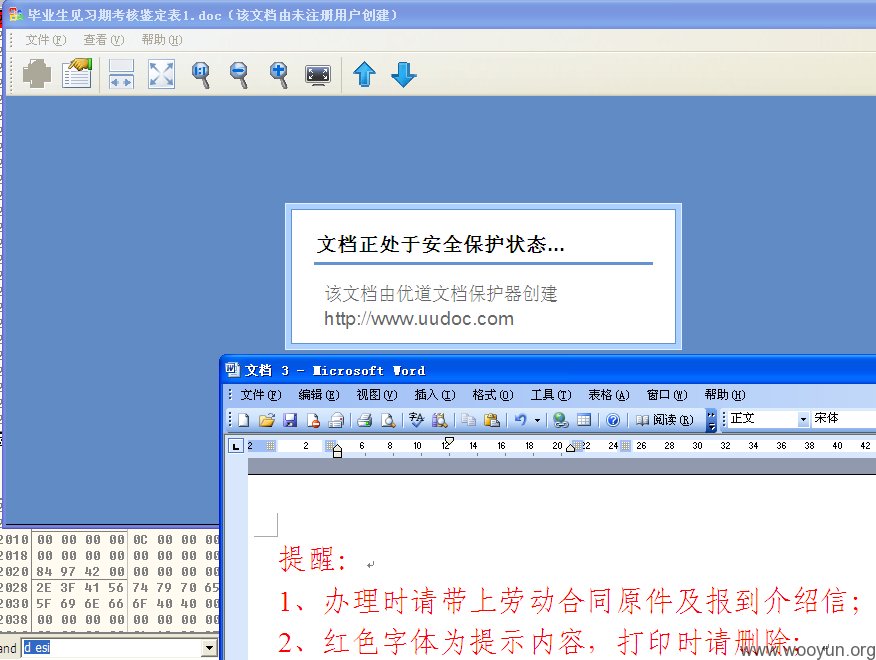 毕业生见习期考核鉴定表1.doc（该文档由未注册用户创建）
文件(F) 查看(V) 帮助(H)
文档正处于安全保护状态...
该文档由优道文档保护器创建
http://www.uudoc.com
文档 3 - Microsoft Word
文件(F) 编辑(E) 视图(V) 插入(I) 格式(O) 工具(T) 表格(A) 窗口(W) 帮助(H)
阅读(R) 正文 宋体
2 2 4 6 8 10 12 14 16 18 20 22 24 26 28 30 32 34 36 38 40 42
提醒：
1、办理时请带上劳动合同原件及报到介绍信；
2、红色字体为提示内容，打印时请删除；
2010 00 00 00 00 0C 00 00 00
2018 00 00 00 00 00 00 00 00
2020 84 97 42 00 00 00 00 00
2028 2E 3F 41 56 74 79 70 65
2030 5F 69 6E 66 6F 40 40 00
2038 00 00 00 00 00 00 00 00
and d esi
www.wooyun.org